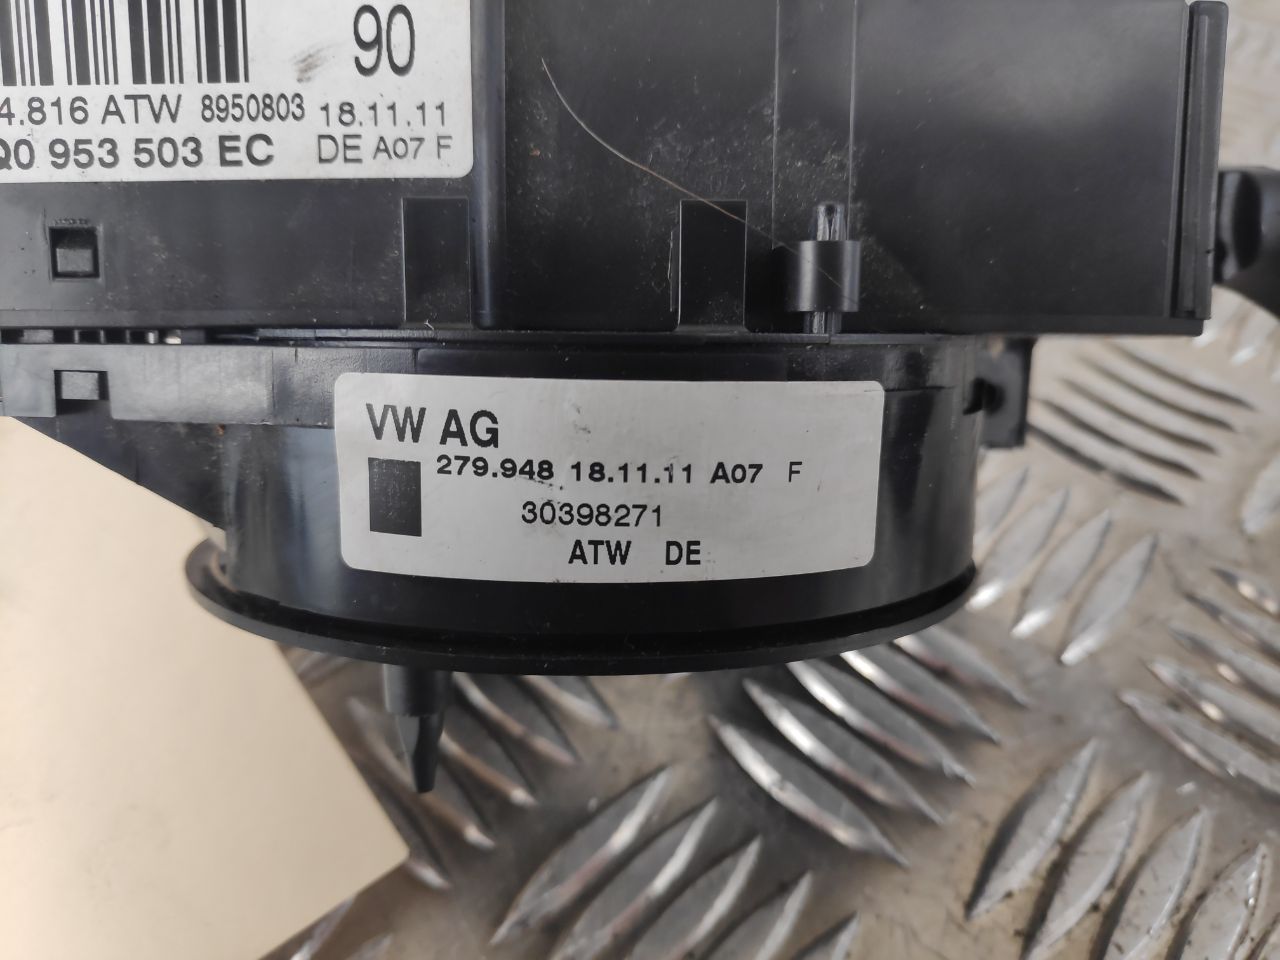 90
4.816 ATW 8950803 18.11.11
Q0 953 503 EC DE A07 F
VW AG
279.948 18.11.11 A07 F
30398271
ATW DE